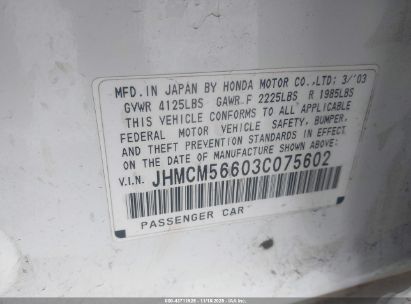 MFD.IN JAPAN BY HONDA MOTOR CO.,LTD; 3/'03
GVWR 4125LBS GAWR F 2225LBS R 1985LBS
THIS VEHICLE CONFORMS TO ALL APPLICABLE
FEDERAL MOTOR VEHICLE SAFETY, BUMPER,
AND THEFT PREVENTION STANDARDS IN EFFECT
ON THE DATE OF MANUFACTURE SHOWN ABOVE.
V.I.N. JHMCM56603C075602
PASSENGER CAR